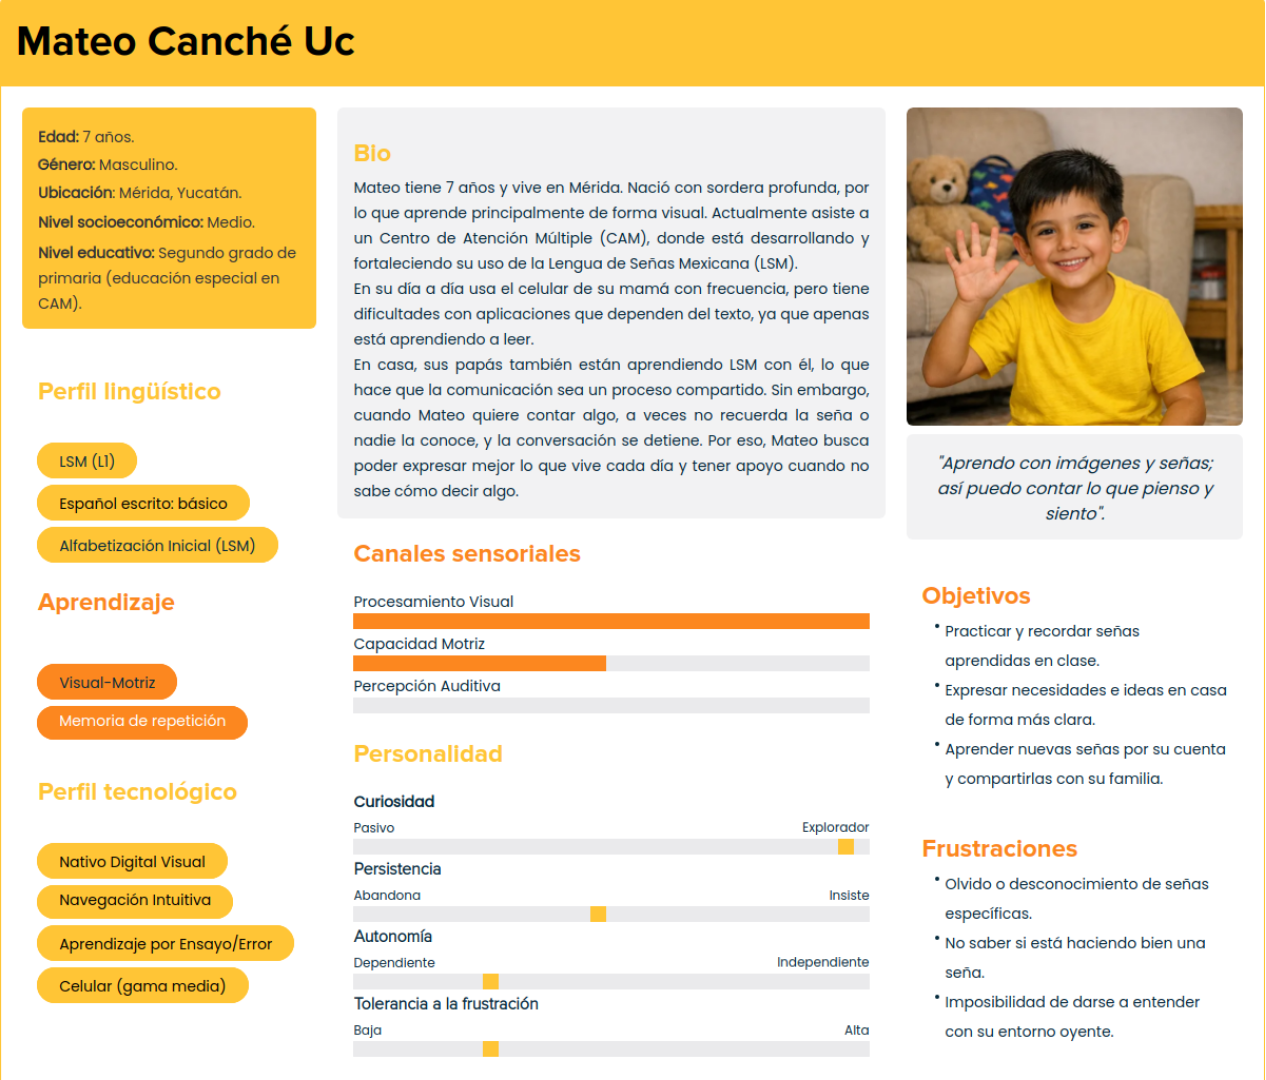 Mateo Canché Uc
Edad: 7 años.
Género: Masculino.
Ubicación: Mérida, Yucatán.
Nivel socioeconómico: Medio.
Nivel educativo: Segundo grado de
primaria (educación especial en
CAM).
Perfil lingüístico
LSM (L1)
Español escrito: básico
Alfabetización Inicial (LSM)
Aprendizaje
Visual-Motriz
Memoria de repetición
Perfil tecnológico
Nativo Digital Visual
Navegación Intuitiva
Aprendizaje por Ensayo/Error
Celular (gama media)
Bio
Mateo tiene 7 años y vive en Mérida. Nació con sordera profunda, por
lo que aprende principalmente de forma visual. Actualmente asiste a
un Centro de Atención Múltiple (CAM), donde está desarrollando y
fortaleciendo su uso de la Lengua de Señas Mexicana (LSM).
En su día a día usa el celular de su mamá con frecuencia, pero tiene
dificultades con aplicaciones que dependen del texto, ya que apenas
está aprendiendo a leer.
En casa, sus papás también están aprendiendo LSM con él, lo que
hace que la comunicación sea un proceso compartido. Sin embargo,
cuando Mateo quiere contar algo, a veces no recuerda la seña o
nadie la conoce, y la conversación se detiene. Por eso, Mateo busca
poder expresar mejor lo que vive cada día y tener apoyo cuando no
sabe cómo decir algo.
Canales sensoriales
Procesamiento Visual
Capacidad Motriz
Percepción Auditiva
Personalidad
Curiosidad
Pasivo Explorador
Persistencia
Abandona Insiste
Autonomía
Dependiente Independiente
Tolerancia a la frustración
Baja Alta
"Aprendo con imágenes y señas;
así puedo contar lo que pienso y
siento".
Objetivos
• Practicar y recordar señas
aprendidas en clase.
• Expresar necesidades e ideas en casa
de forma más clara.
• Aprender nuevas señas por su cuenta
y compartirlas con su familia.
Frustraciones
• Olvido o desconocimiento de señas
específicas.
• No saber si está haciendo bien una
seña.
• Imposibilidad de darse a entender
con su entorno oyente.